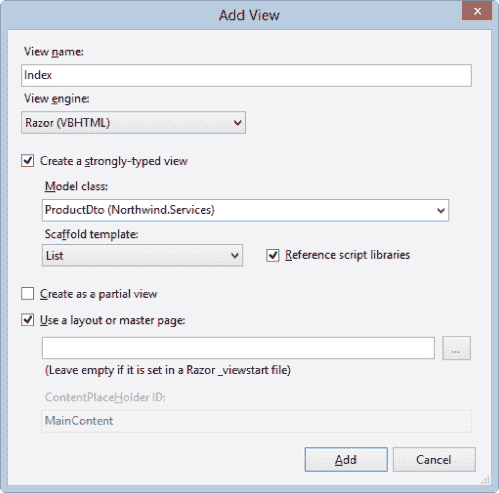 Add View
x
View name:
Index
View engine:
Razor (VBHTML)
Create a strongly-typed view
Model class:
ProductDto (Northwind.Services)
Scaffold template:
List
Reference script libraries
Create as a partial view
Use a layout or master page:
...
(Leave empty if it is set in a Razor _viewstart file)
ContentPlaceHolder ID:
MainContent
Add
Cancel